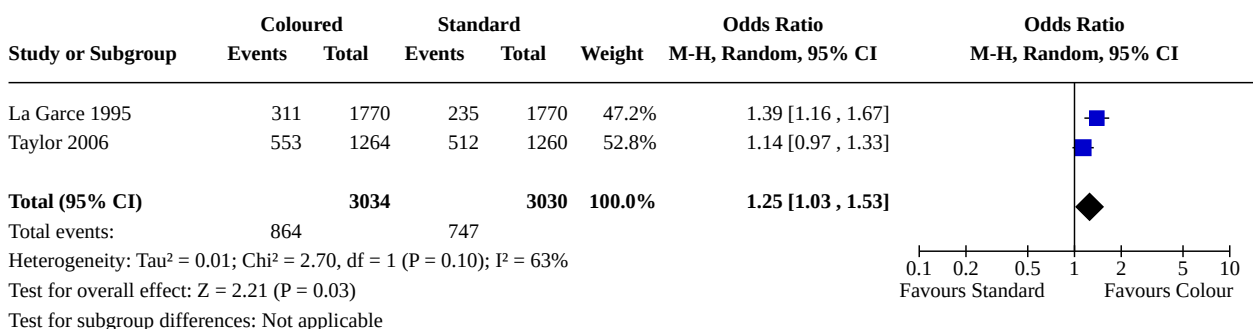 Coloured Standard Odds Ratio Odds Ratio
Study or Subgroup Events Total Events Total Weight M-H, Random, 95% CI M-H, Random, 95% CI
La Garce 1995 311 1770 235 1770 47.2% 1.39 [1.16 , 1.67]
Taylor 2006 553 1264 512 1260 52.8% 1.14 [0.97 , 1.33]
Total (95% CI) 3034 3030 100.0% 1.25 [1.03 , 1.53]
Total events: 864 747
Heterogeneity: Tau² = 0.01; Chi² = 2.70, df = 1 (P = 0.10); I² = 63%
0.1 0.2 0.5 1 2 5 10
Test for overall effect: Z = 2.21 (P = 0.03) Favours Standard Favours Colour
Test for subgroup differences: Not applicable